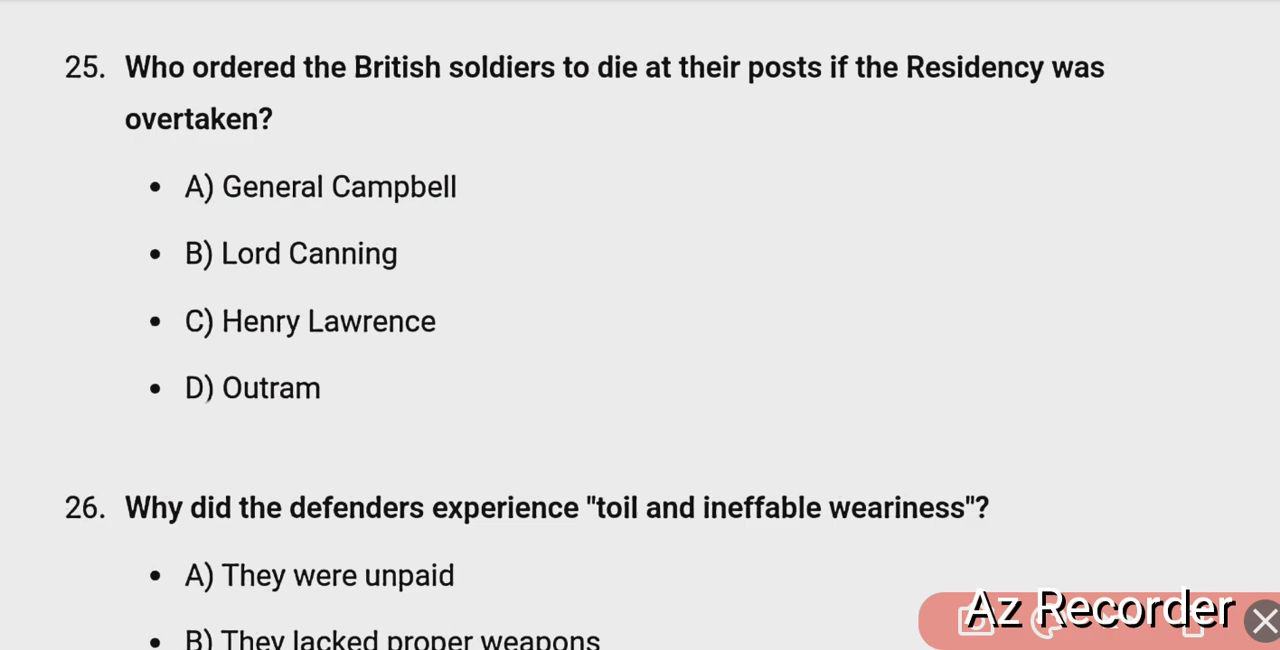 25. Who ordered the British soldiers to die at their posts if the Residency was
overtaken?
• A) General Campbell
• B) Lord Canning
• C) Henry Lawrence
• D) Outram
26. Why did the defenders experience "toil and ineffable weariness"?
• A) They were unpaid
Az Recorder
• B) They lacked proper weapons